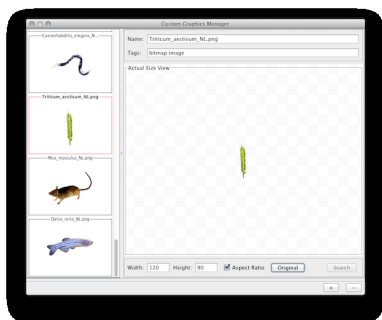 Custom Graphics Manager
Caenorhabditis_elegans_N...
Triticum_aestivum_NL.png
Mus_musculus_NL.png
Danio_rerio_NL.png
Name: Triticum_aestivum_NL.png
Tags: bitmap image
Actual Size View
Width: 120 Height: 90 Aspect Ratio Original Search
+ −